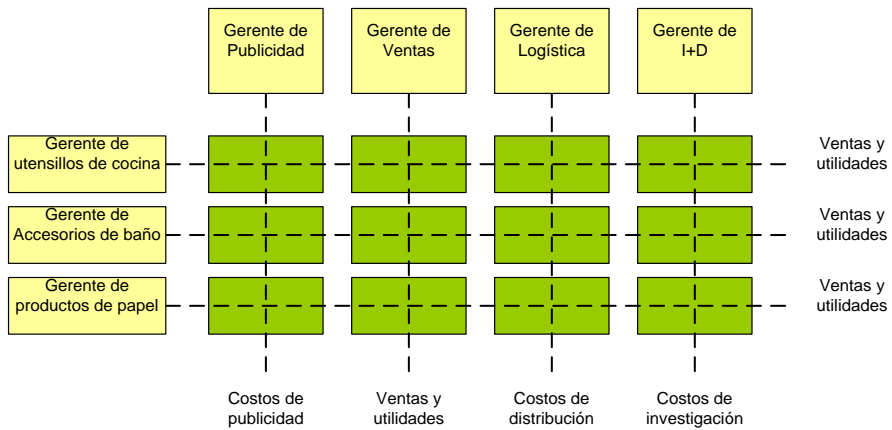 Gerente de
Publicidad
Gerente de
Ventas
Gerente de
Logística
Gerente de
I+D
Gerente de
utensillos de cocina
Ventas y
utilidades
Gerente de
Accesorios de baño
Ventas y
utilidades
Gerente de
productos de papel
Ventas y
utilidades
Costos de
publicidad
Ventas y
utilidades
Costos de
distribución
Costos de
investigación